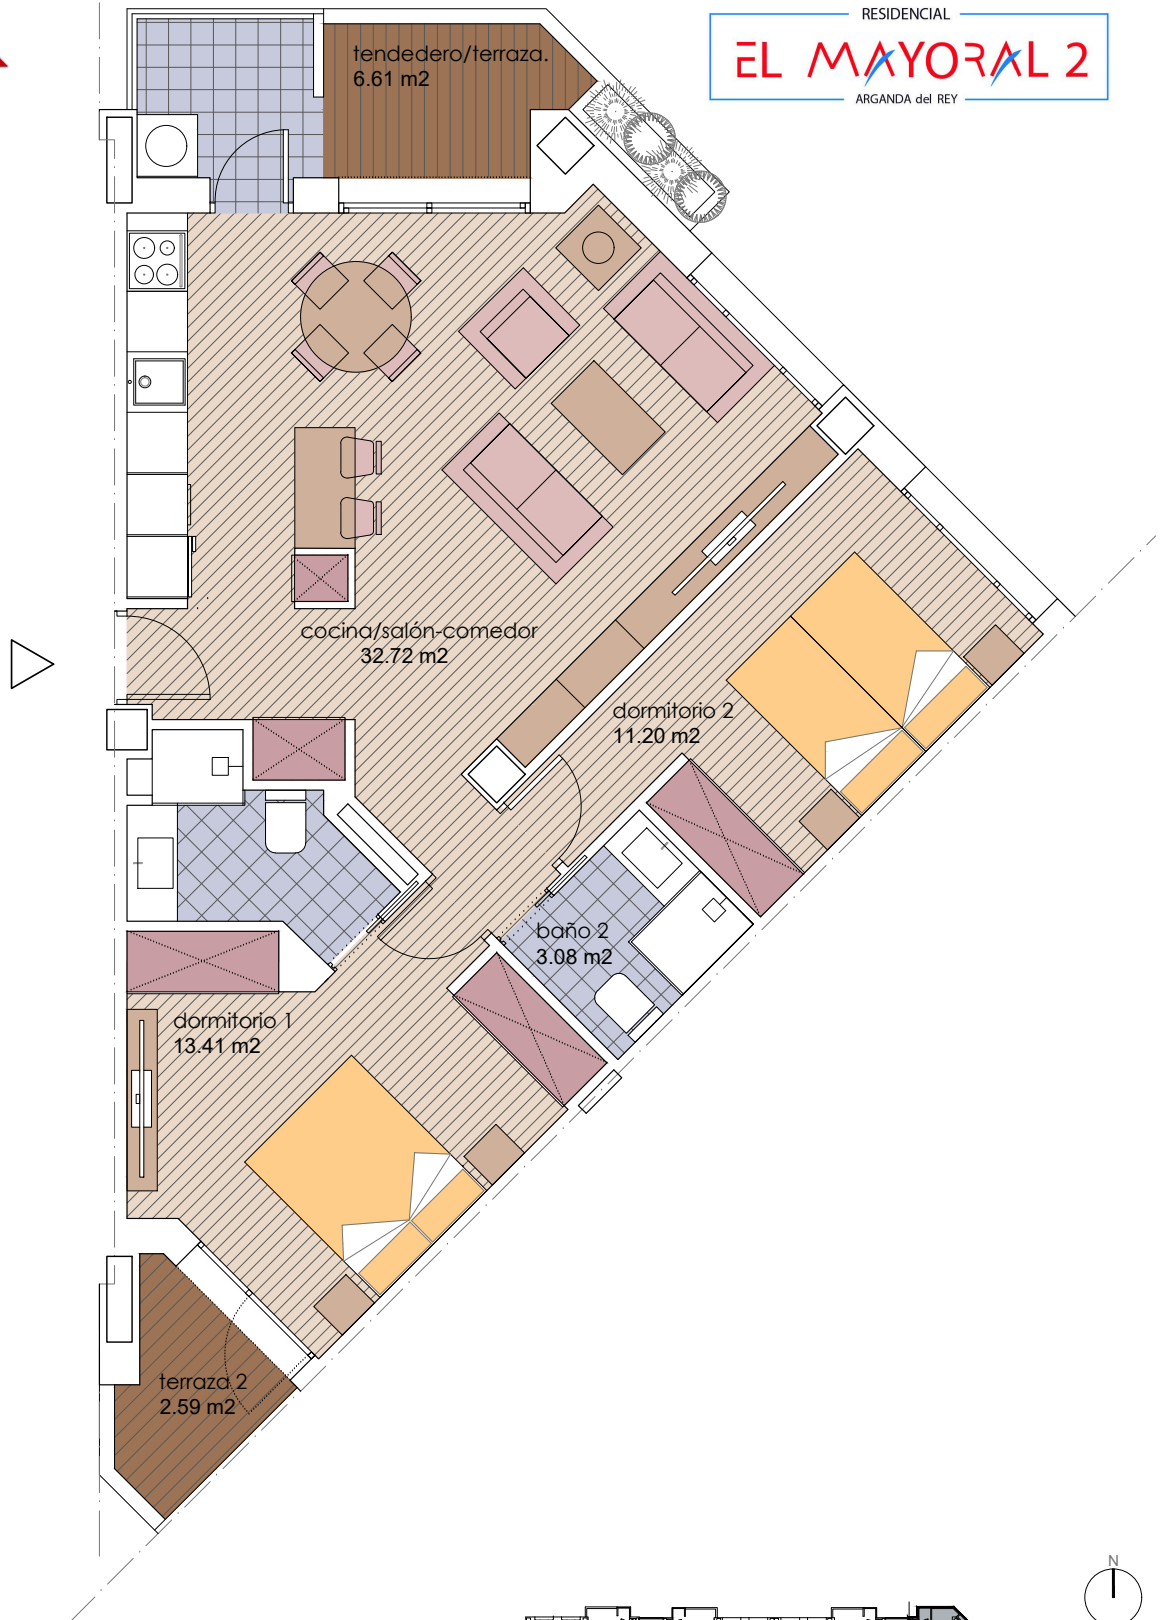 RESIDENCIAL
EL MAYORAL 2
ARGANDA del REY
tendedero/terraza.
6.61 m2
cocina/salón-comedor
32.72 m2
dormitorio 2
11.20 m2
baño 2
3.08 m2
dormitorio 1
13.41 m2
terraza 2
2.59 m2
N